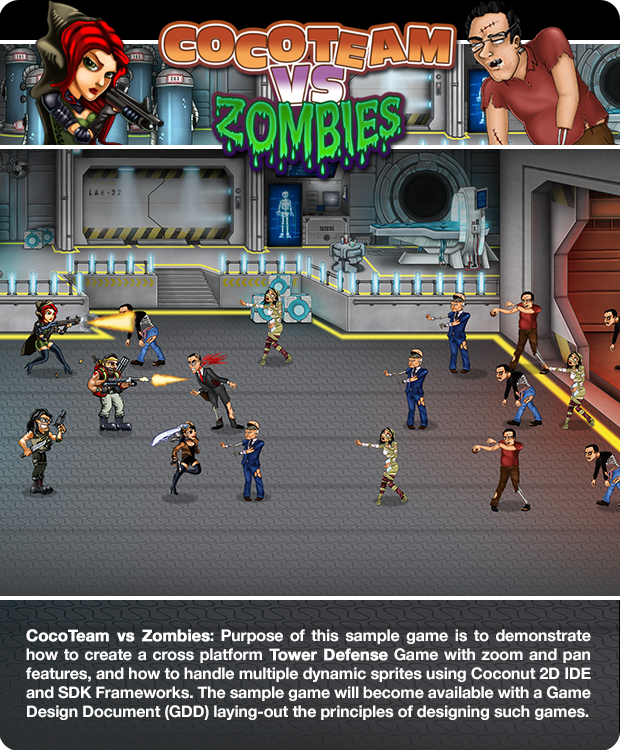 COCOTEAM
VS
ZOMBIES
LAB-32
CocoTeam vs Zombies: Purpose of this sample game is to demonstrate
how to create a cross platform Tower Defense Game with zoom and pan
features, and how to handle multiple dynamic sprites using Coconut 2D IDE
and SDK Frameworks. The sample game will become available with a Game
Design Document (GDD) laying-out the principles of designing such games.